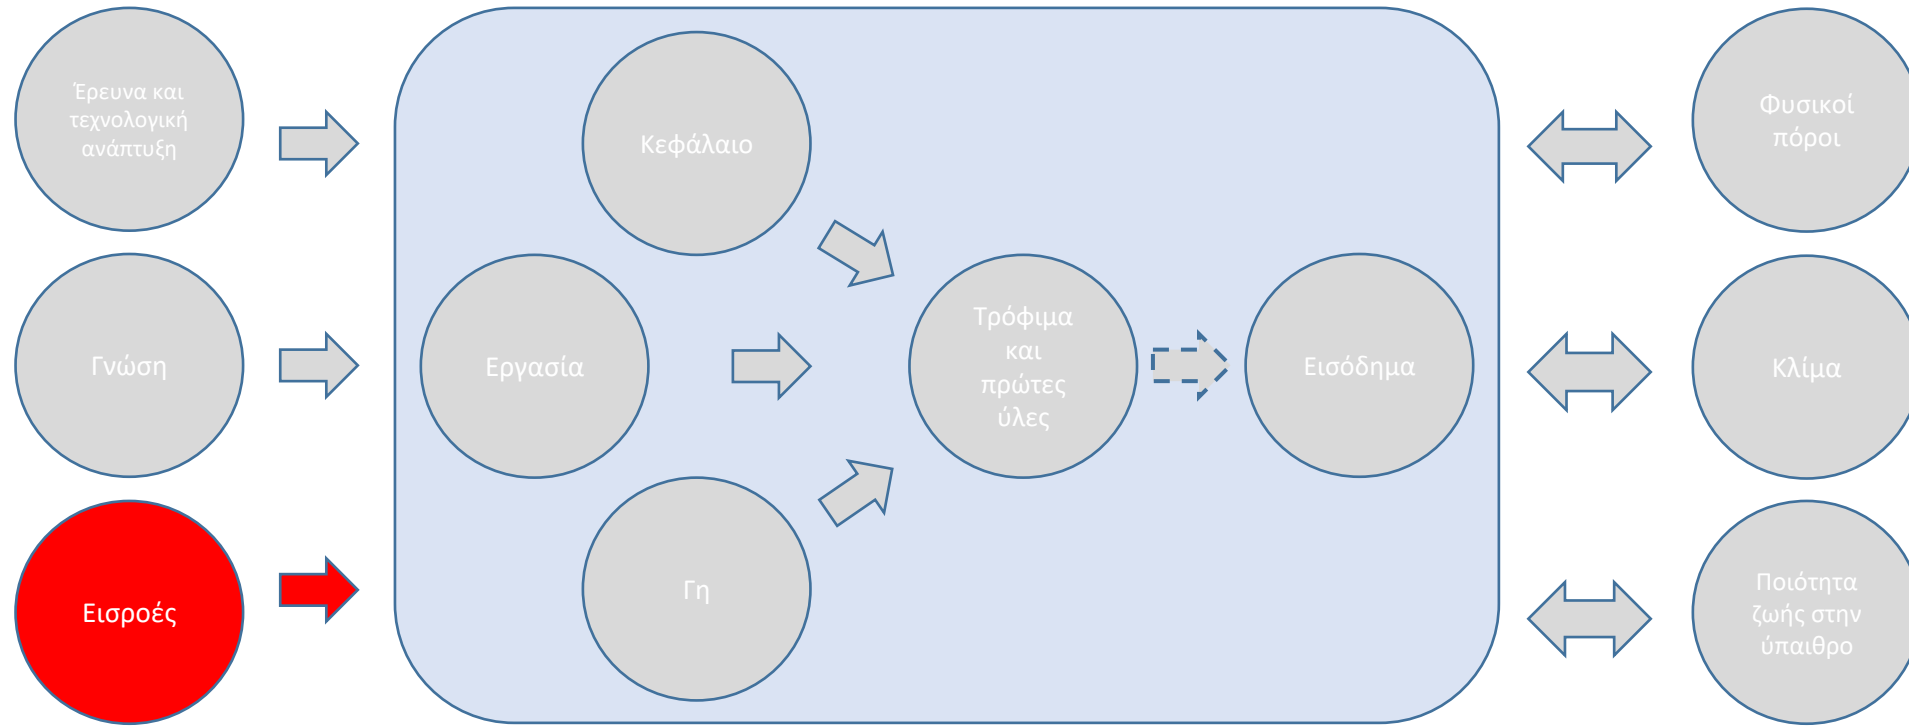 Έρευνα και
τεχνολογική
ανάπτυξη
Γνώση
Εισροές
Κεφάλαιο
Εργασία
Γη
Τρόφιμα
και
πρώτες
ύλες
Εισόδημα
Φυσικοί
πόροι
Κλίμα
Ποιότητα
ζωής στην
ύπαιθρο